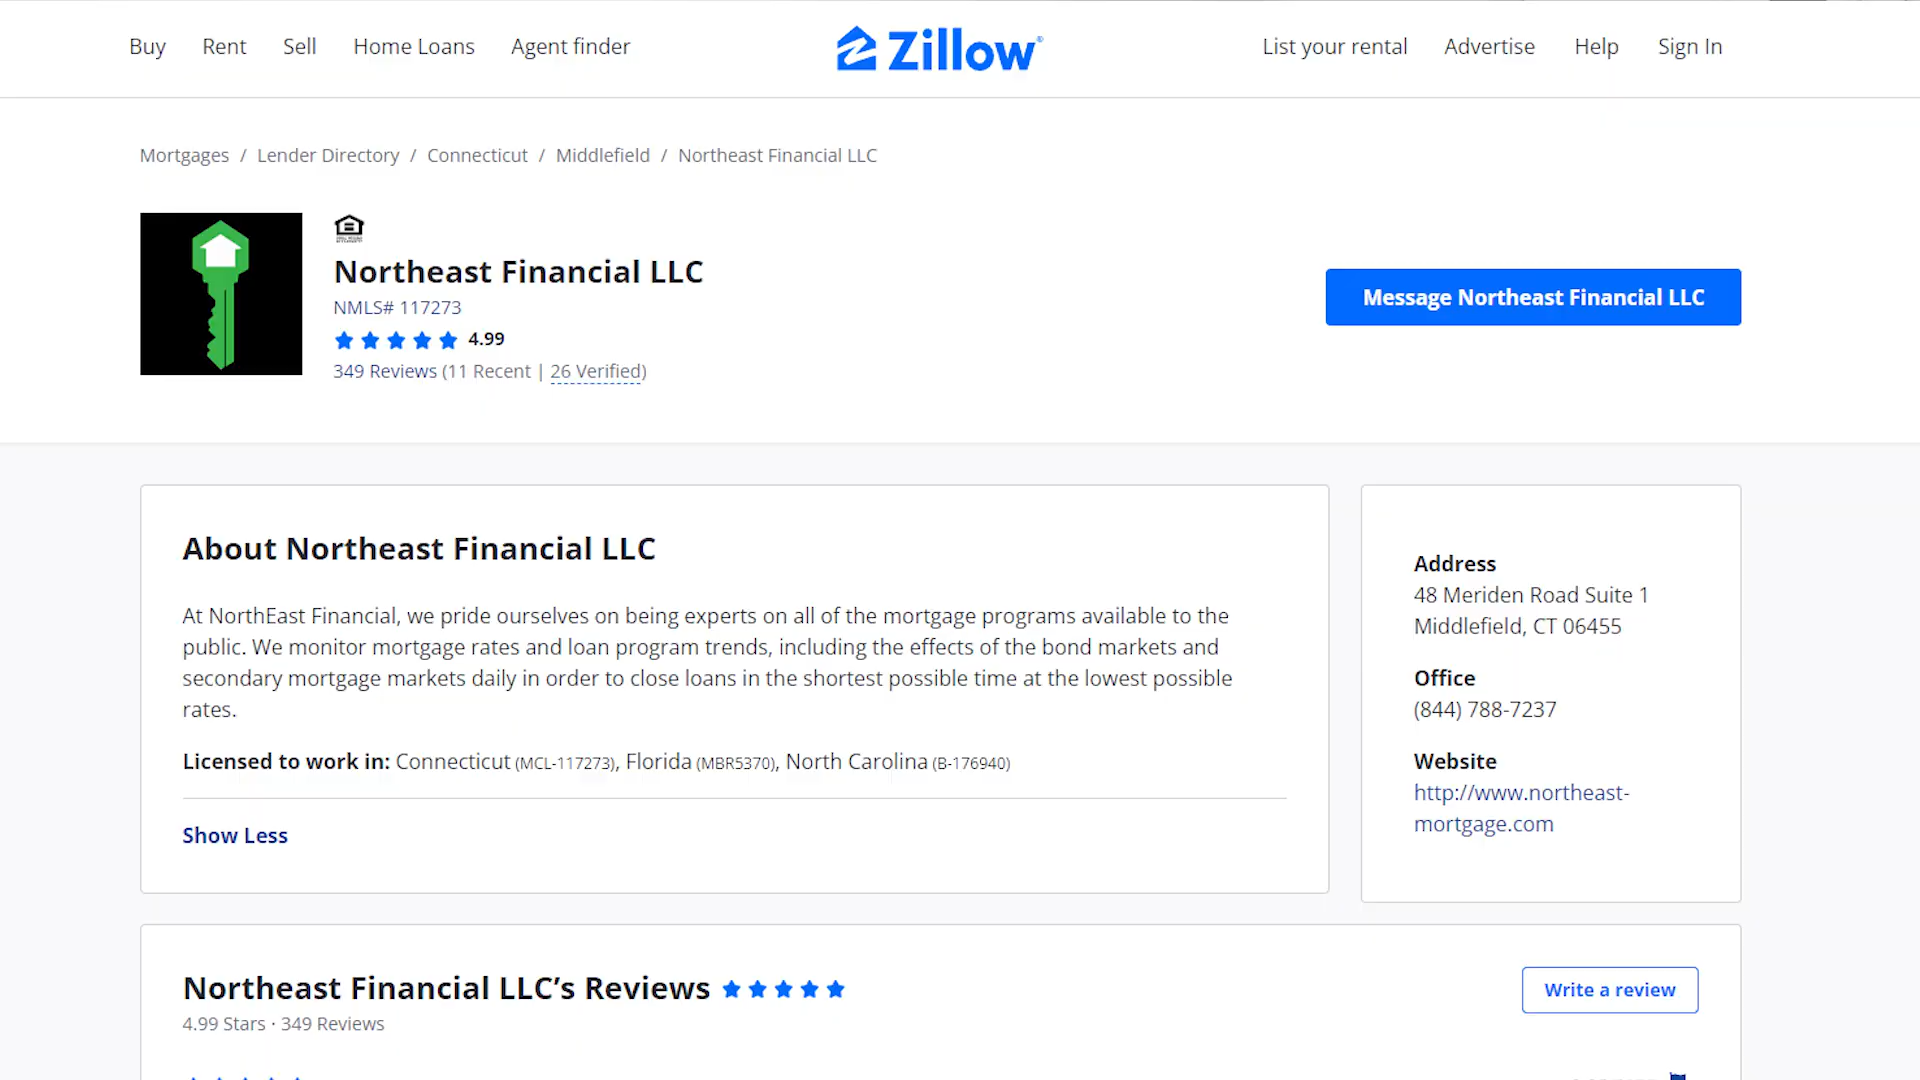 Buy Rent Sell Home Loans Agent finder Zillow List your rental Advertise Help Sign In
Mortgages / Lender Directory / Connecticut / Middlefield / Northeast Financial LLC
Northeast Financial LLC
NMLS# 117273
4.99
349 Reviews (11 Recent | 26 Verified)
Message Northeast Financial LLC
About Northeast Financial LLC
At NorthEast Financial, we pride ourselves on being experts on all of the mortgage programs available to the
public. We monitor mortgage rates and loan program trends, including the effects of the bond markets and
secondary mortgage markets daily in order to close loans in the shortest possible time at the lowest possible
rates.
Licensed to work in: Connecticut (MCL-117273), Florida (MBR5370), North Carolina (B-176940)
Show Less
Address
48 Meriden Road Suite 1
Middlefield, CT 06455
Office
(844) 788-7237
Website
http://www.northeast-
mortgage.com
Northeast Financial LLC’s Reviews
4.99 Stars · 349 Reviews
Write a review